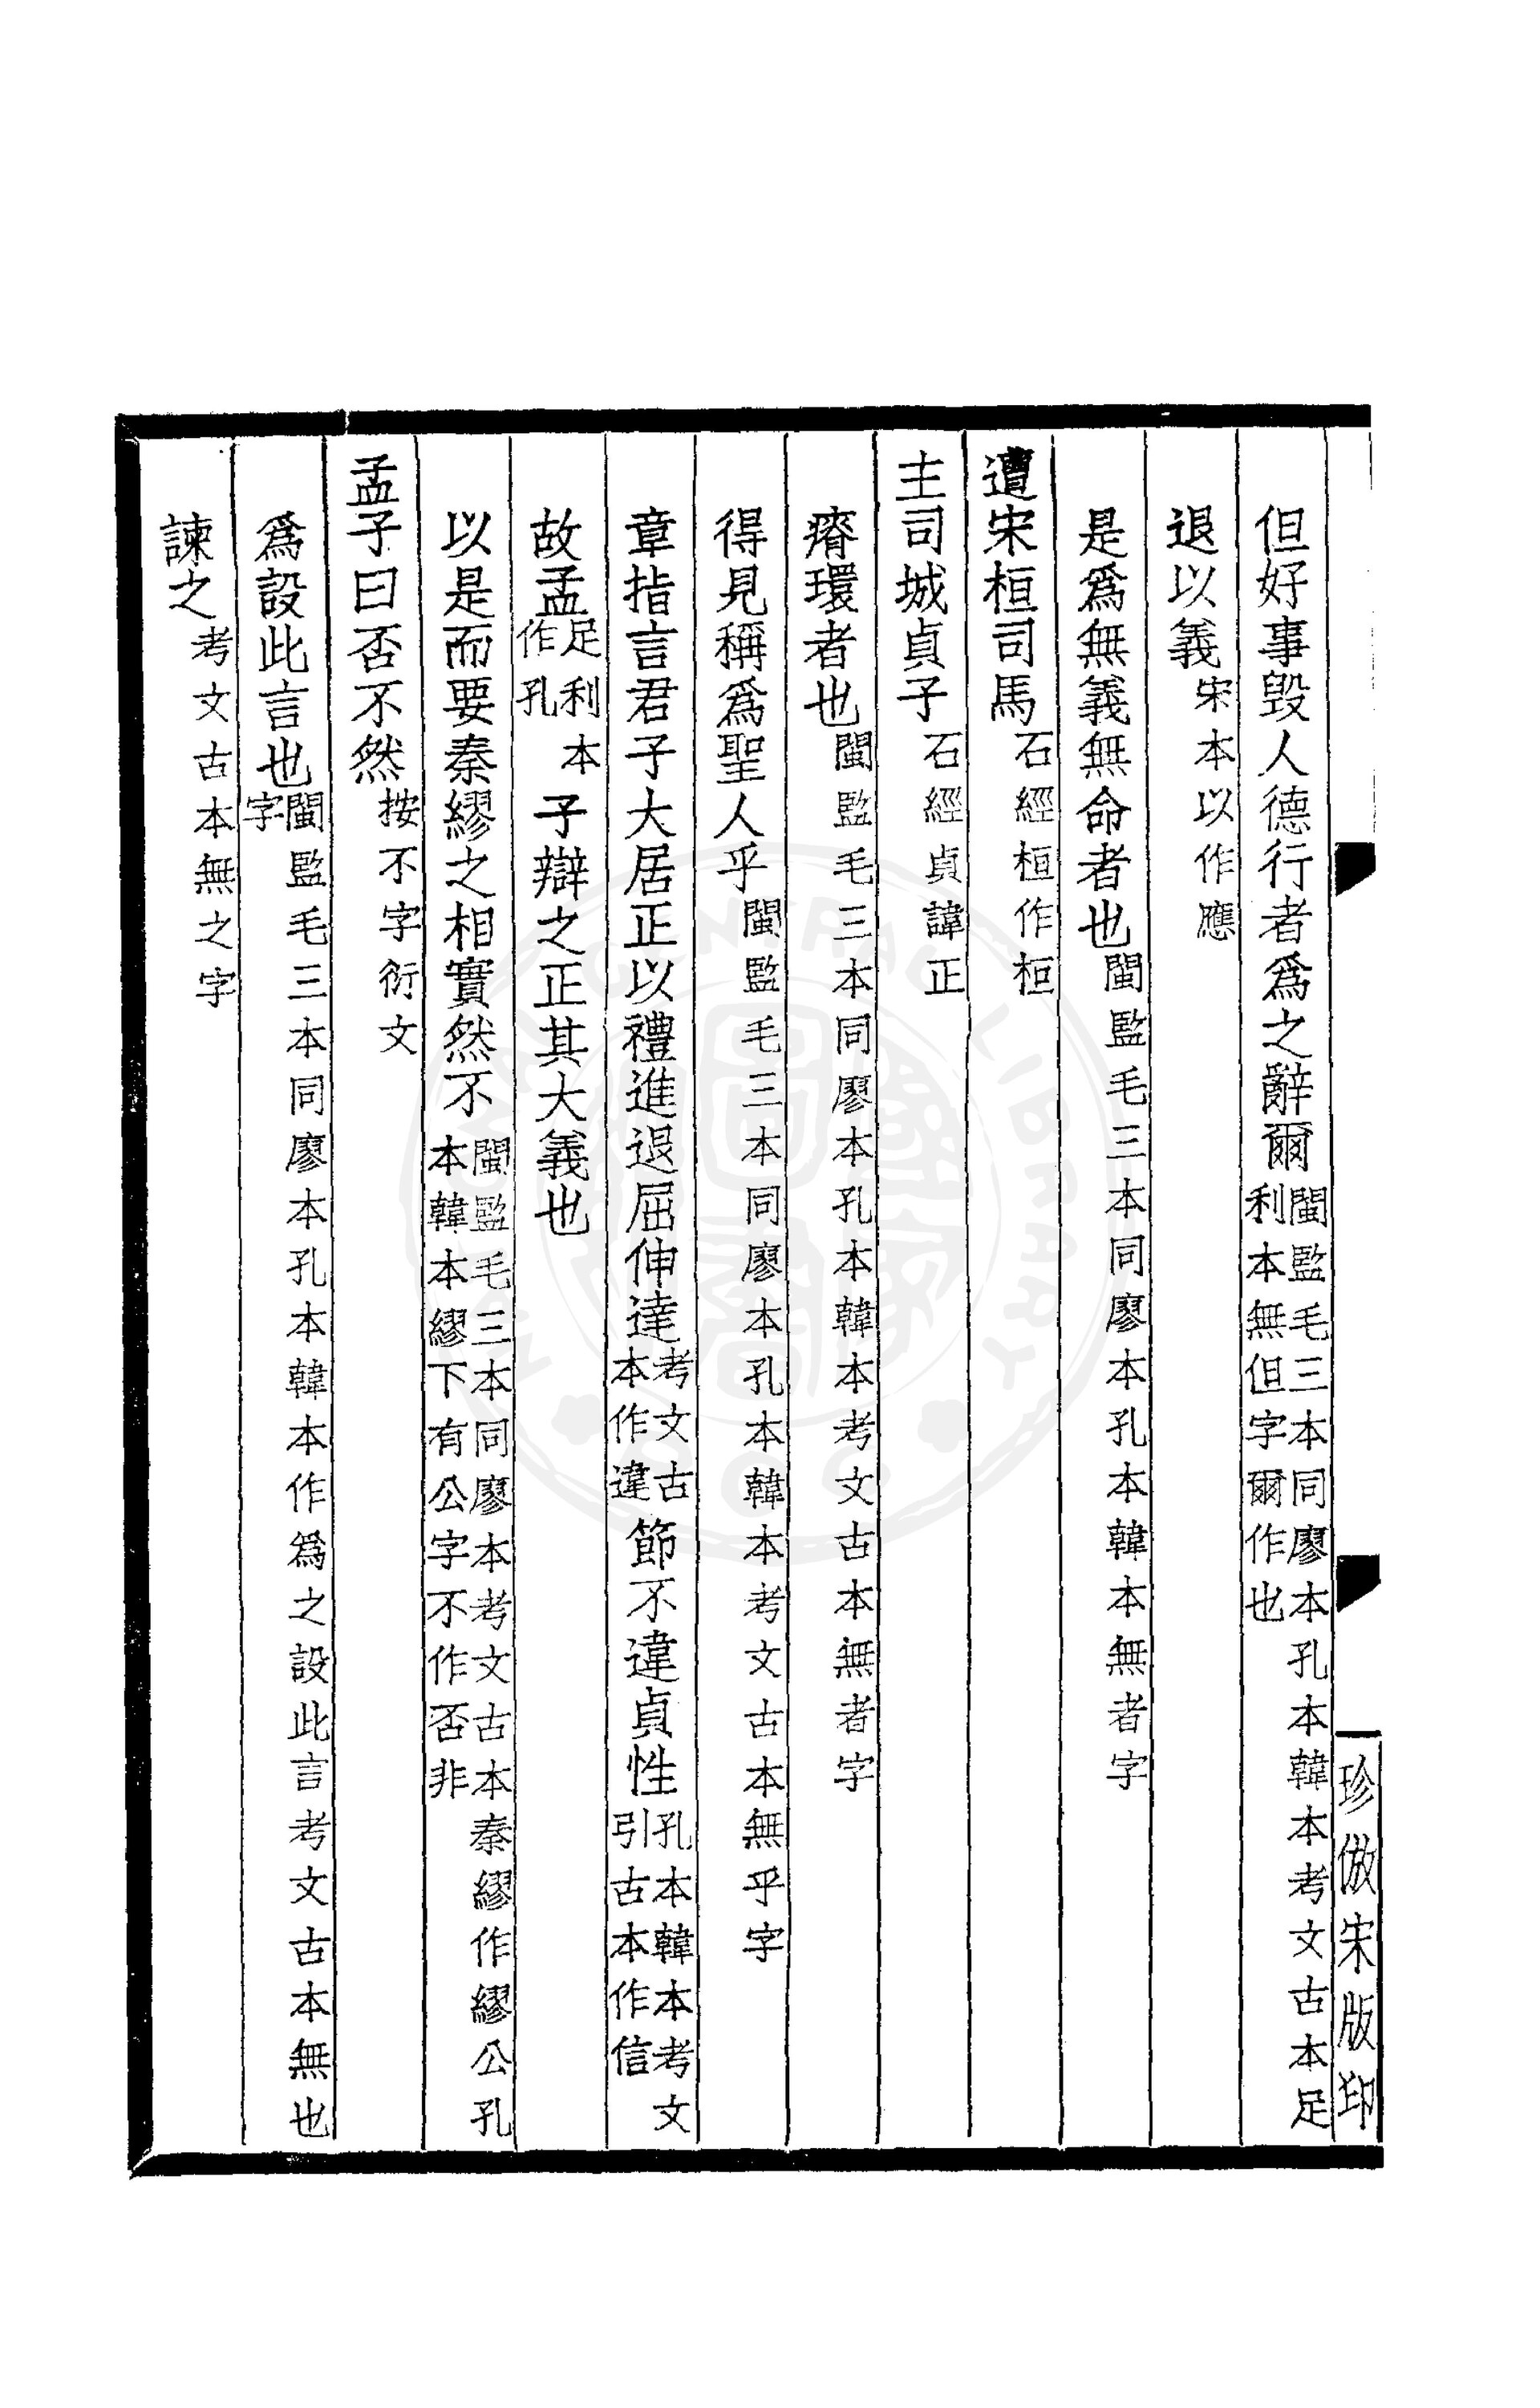 但好事毀人德行者爲之辭爾閩監毛三本同廖本孔本韓本考文古本足利本無但字爾作也
退以義宋本以作應
是爲無義無命者也閩監毛三本同廖本孔本韓本無者字
遭宋桓司馬石經桓作桓
主司城貞子石經貞諱正
瘠環者也閩監毛三本同廖本孔本韓本考文古本無者字
得見稱爲聖人乎閩監毛三本同廖本孔本韓本考文古本無乎字
章指言君子大居正以禮進退屈伸達考文古本作違節不違貞性孔本韓本考文引古本作信
故孟足利本作孔子辯之正其大義也
以是而要秦繆之相實然不閩監毛三本同廖本考文古本秦繆作繆公孔本韓本繆下有公字不作否非
孟子曰否不然按不字衍文
爲設此言也閩監毛三本同廖本孔本韓本作爲之設此言考文古本無也字
諫之考文古本無之字
珍倣宋版印
NATIONAL CENTRAL LIBRARY
國家圖書館
ROC